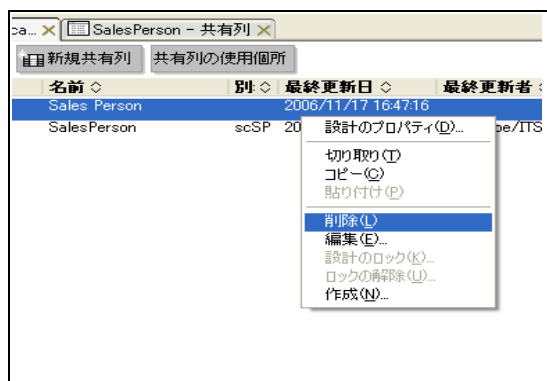 SalesPerson - 共有列
新規共有列 共有列の使用個所
名前 別: 最終更新日 最終更新者
Sales Person 2006/11/17 16:47:16
SalesPerson scSP 20
設計のプロパティ(D)...
切り取り(T)
コピー(C)
貼り付け(P)
削除(L)
編集(E)...
設計のロック(K)...
ロックの解除(U)...
作成(N)...